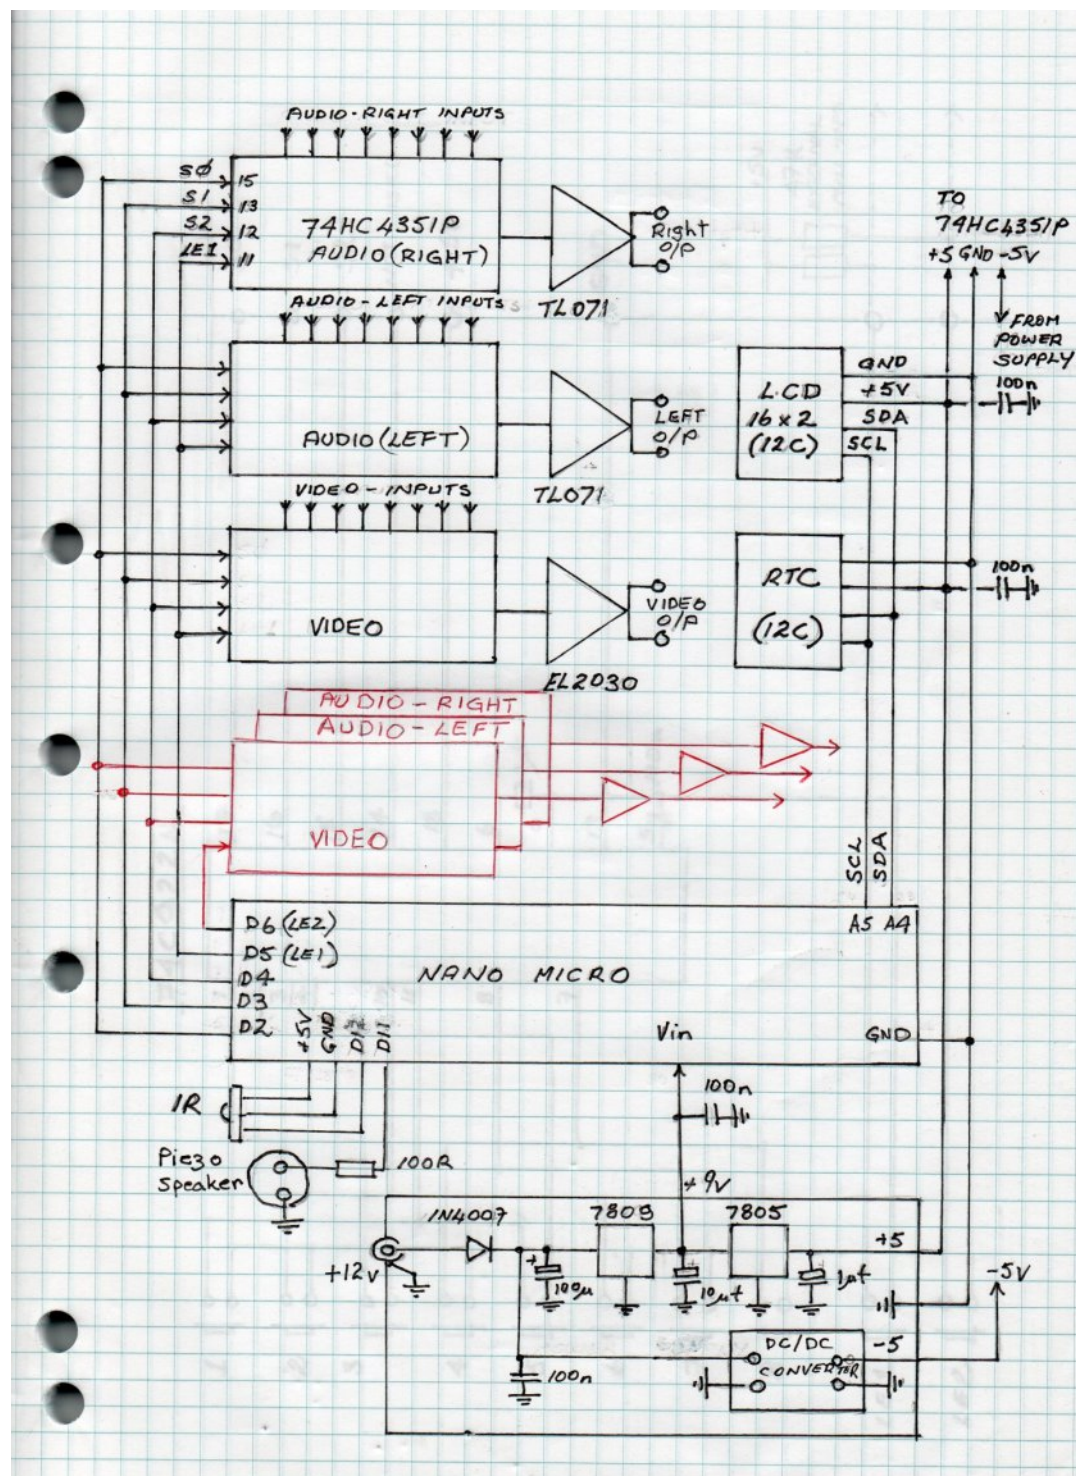 AUDIO-RIGHT INPUTS
SØ
15
S1
13
S2
12
LE1
11
74HC4351P
AUDIO(RIGHT)
TL071
Right
O/P
TO
74HC4351P
+5 GND -5V
FROM
POWER
SUPPLY
AUDIO-LEFT INPUTS
AUDIO(LEFT)
TL071
LEFT
O/P
LCD
16x2
(I2C)
GND
+5V
SDA
SCL
100n
VIDEO-INPUTS
VIDEO
EL2030
VIDEO
O/P
RTC
(I2C)
100n
AUDIO-RIGHT
AUDIO-LEFT
VIDEO
SCL
SDA
D6(LE2)
D5(LE1)
D4
D3
D2
+5V
GND
D12
D11
NANO MICRO
A5 A4
Vin
GND
IR
100n
Piezo
Speaker
100R
+9V
1N4007
7809
7805
+12V
100µ
10µf
1µf
+5
-5V
DC/DC
CONVERTOR
-5
100n